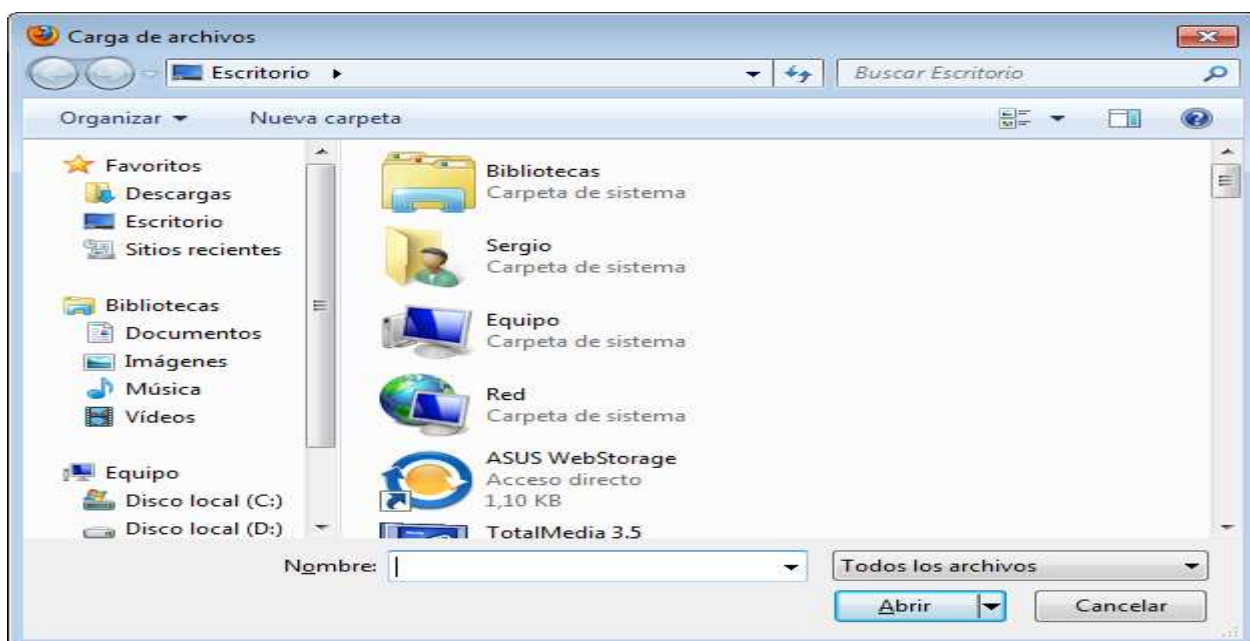 Carga de archivos
Escritorio
Buscar Escritorio
Organizar
Nueva carpeta
Favoritos
Descargas
Escritorio
Sitios recientes
Bibliotecas
Documentos
Imágenes
Música
Vídeos
Equipo
Disco local (C:)
Disco local (D:)
Bibliotecas
Carpeta de sistema
Sergio
Carpeta de sistema
Equipo
Carpeta de sistema
Red
Carpeta de sistema
ASUS WebStorage
Acceso directo
1,10 KB
TotalMedia 3.5
Nombre:
Todos los archivos
Abrir
Cancelar